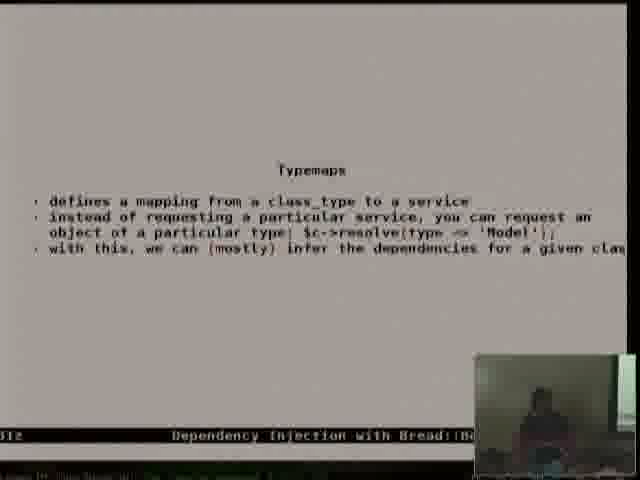 Typemaps
· defines a mapping from a class_type to a service
· instead of requesting a particular service, you can request an
object of a particular type: $c->resolve(type => 'Model');
· with this, we can (mostly) infer the dependencies for a given clas
Dependency Injection with Bread::Bo